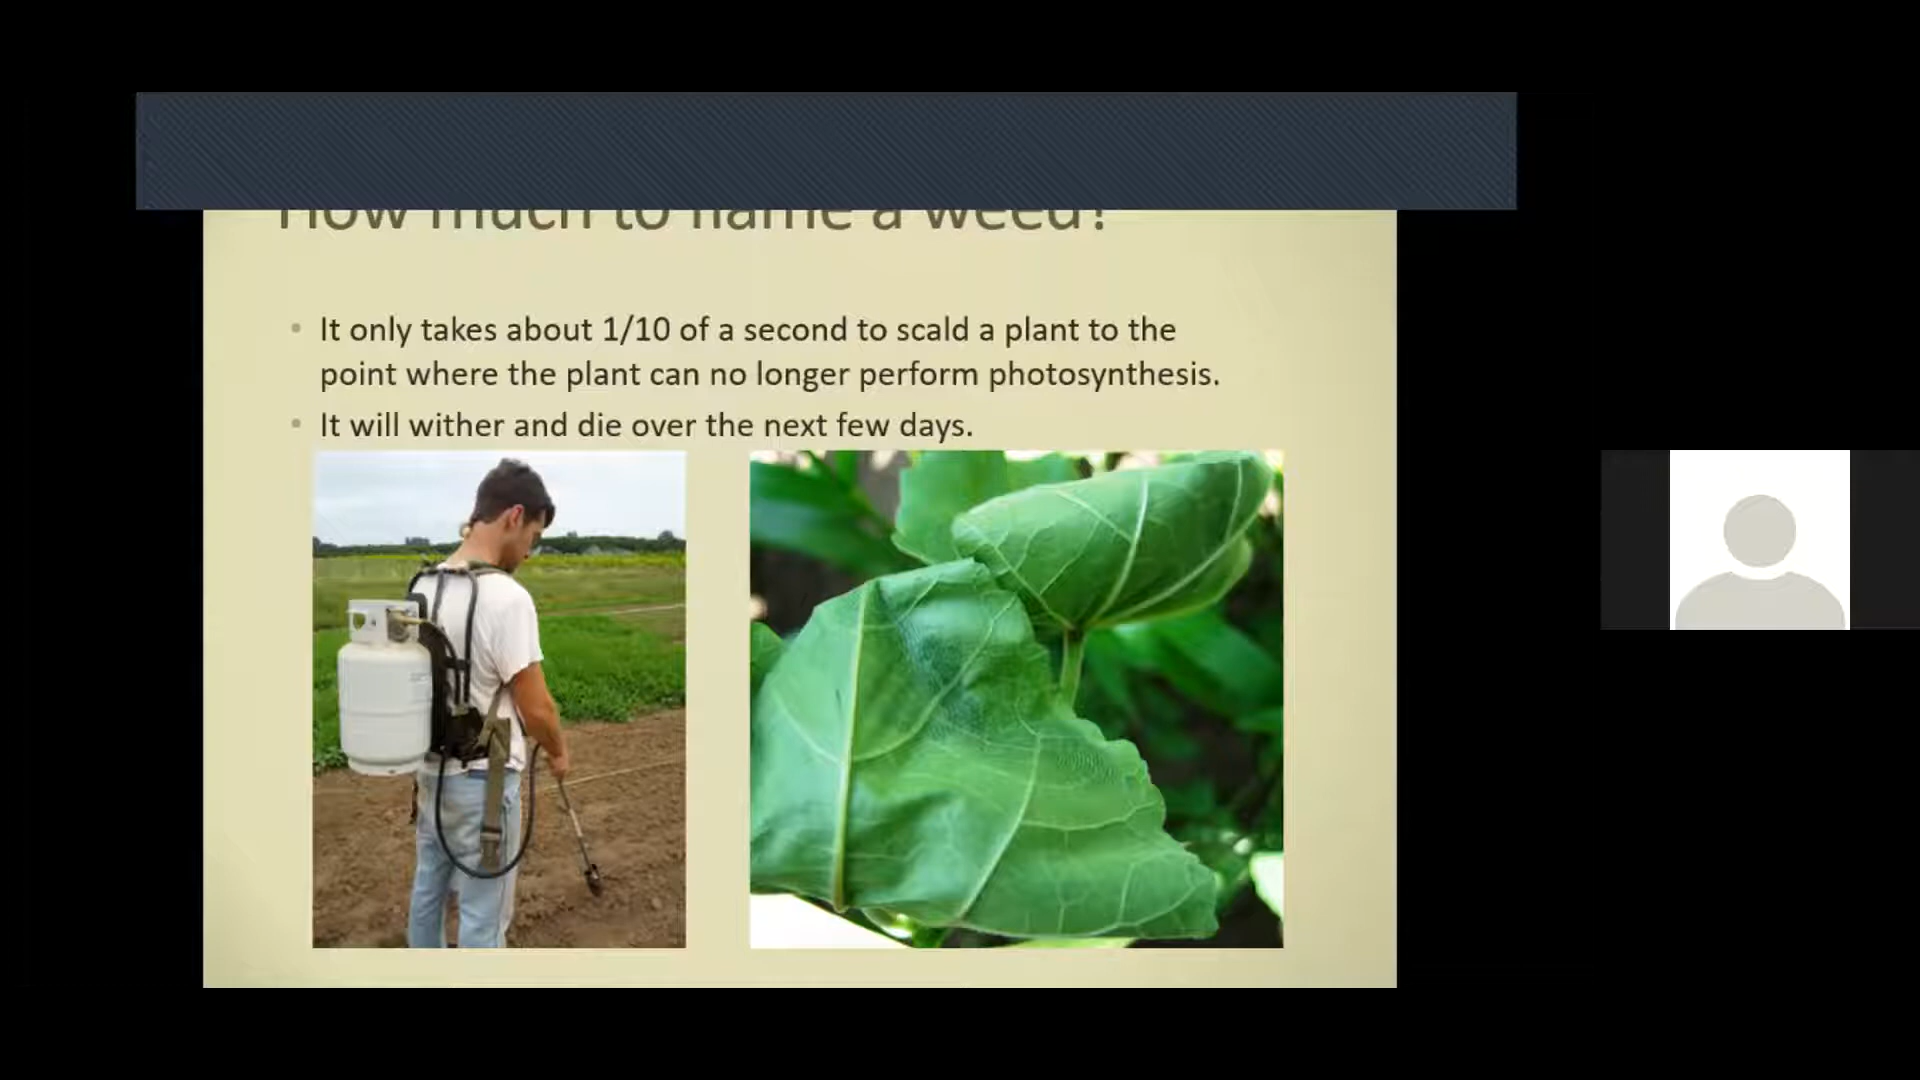 How much to flame a weed?
It only takes about 1/10 of a second to scald a plant to the
point where the plant can no longer perform photosynthesis.
It will wither and die over the next few days.